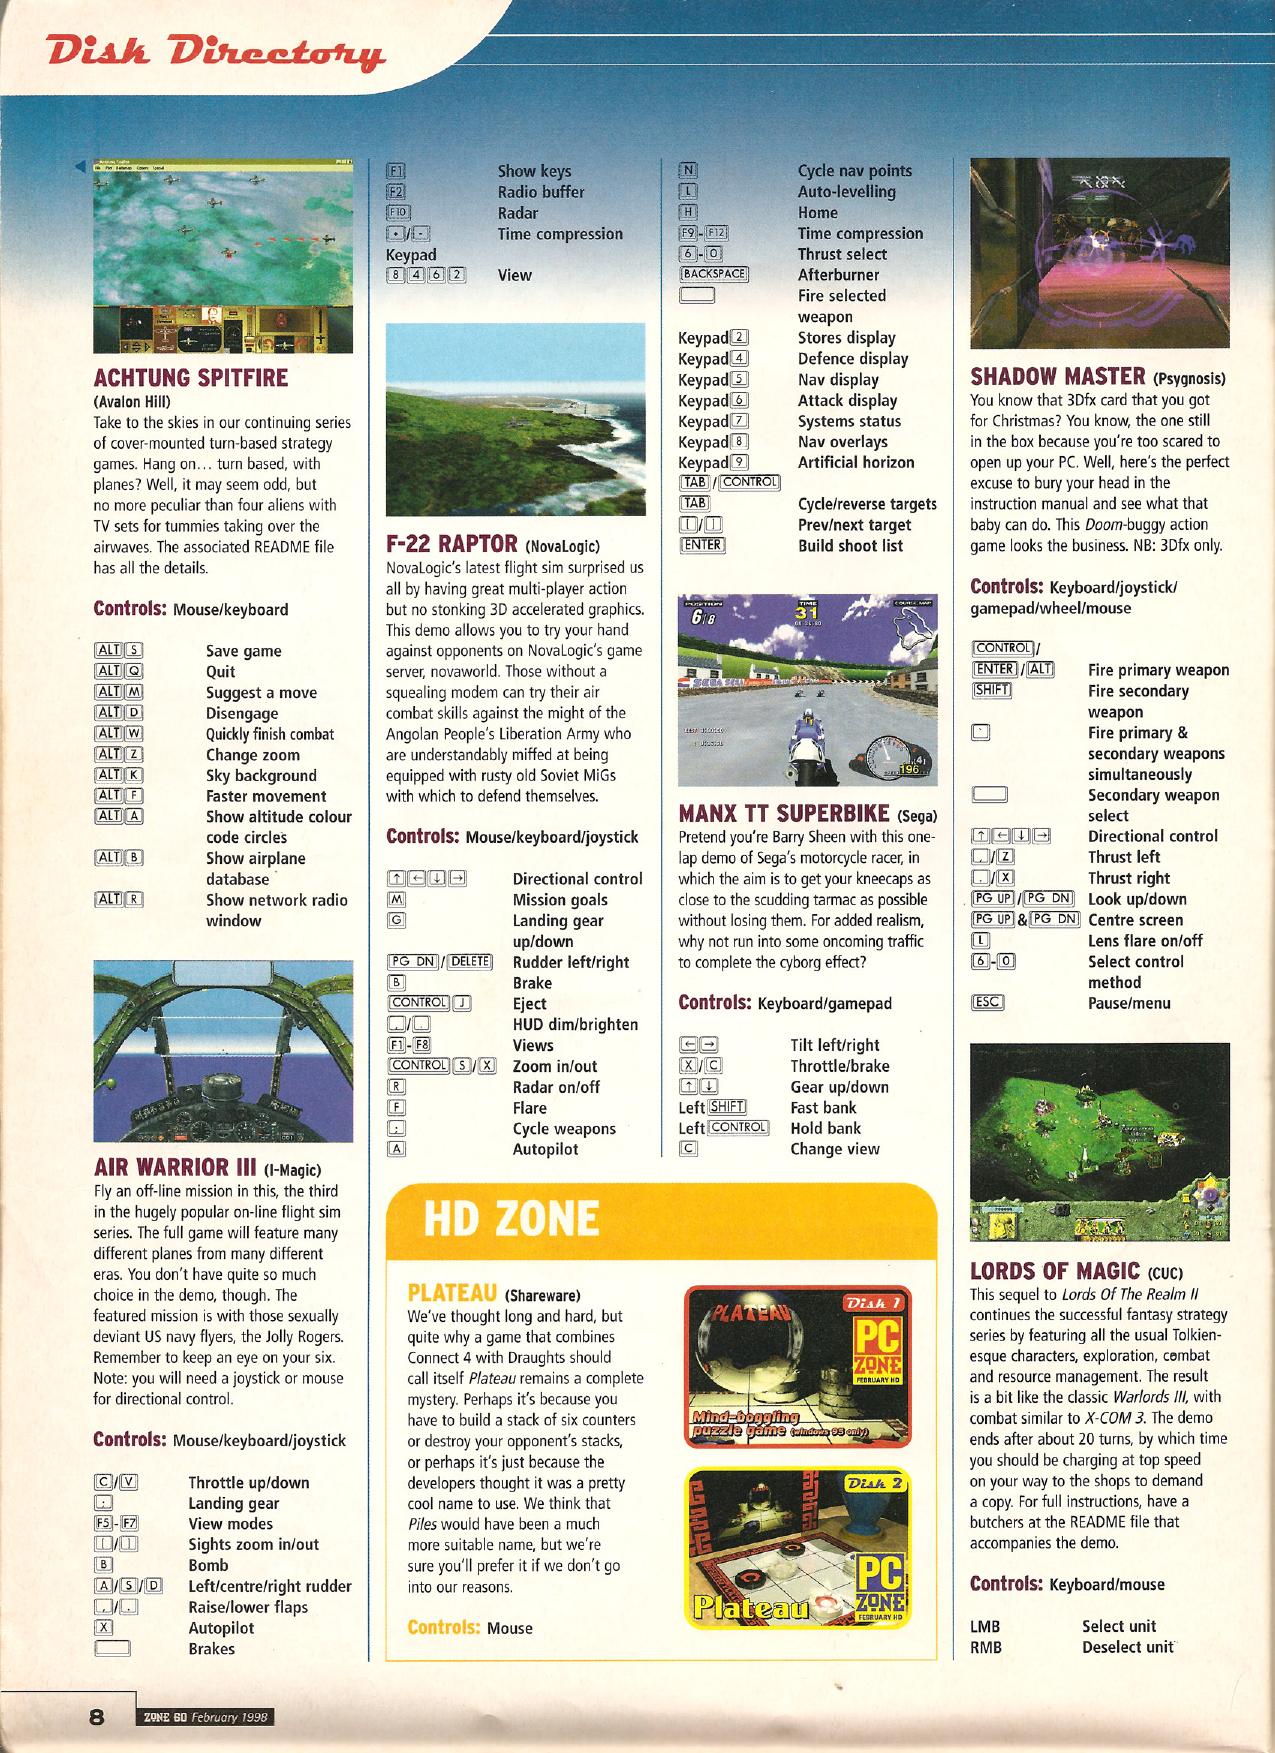 Disk Directory
ACHTUNG SPITFIRE
(Avalon Hill)
Take to the skies in our continuing series
of cover-mounted turn-based strategy
games. Hang on... turn based, with
planes? Well, it may seem odd, but
no more peculiar than four aliens with
TV sets for tummies taking over the
airwaves. The associated README file
has all the details.
Controls: Mouse/keyboard
ALT S Save game
ALT Q Quit
ALT M Suggest a move
ALT D Disengage
ALT W Quickly finish combat
ALT Z Change zoom
ALT K Sky background
ALT F Faster movement
ALT A Show altitude colour
code circles
ALT B Show airplane
database
ALT R Show network radio
window
AIR WARRIOR III (I-Magic)
Fly an off-line mission in this, the third
in the hugely popular on-line flight sim
series. The full game will feature many
different planes from many different
eras. You don't have quite so much
choice in the demo, though. The
featured mission is with those sexually
deviant US navy flyers, the Jolly Rogers.
Remember to keep an eye on your six.
Note: you will need a joystick or mouse
for directional control.
Controls: Mouse/keyboard/joystick
C/V Throttle up/down
; Landing gear
F5-F7 View modes
[/] Sights zoom in/out
B Bomb
A/S/D Left/centre/right rudder
,/. Raise/lower flaps
X Autopilot
Brakes
F1 Show keys
F2 Radio buffer
F10 Radar
+/- Time compression
Keypad
8 4 6 2 View
F-22 RAPTOR (NovaLogic)
NovaLogic's latest flight sim surprised us
all by having great multi-player action
but no stonking 3D accelerated graphics.
This demo allows you to try your hand
against opponents on NovaLogic's game
server, novaworld. Those without a
squealing modem can try their air
combat skills against the might of the
Angolan People's Liberation Army who
are understandably miffed at being
equipped with rusty old Soviet MiGs
with which to defend themselves.
Controls: Mouse/keyboard/joystick
↑ ← ↓ → Directional control
M Mission goals
G Landing gear
up/down
PG DN/DELETE Rudder left/right
B Brake
CONTROL J Eject
,/. HUD dim/brighten
F1-F8 Views
CONTROL S/X Zoom in/out
R Radar on/off
F Flare
; Cycle weapons
A Autopilot
N Cycle nav points
L Auto-levelling
H Home
F9-F12 Time compression
6-0 Thrust select
BACKSPACE Afterburner
Fire selected
weapon
Keypad 2 Stores display
Keypad 4 Defence display
Keypad 5 Nav display
Keypad 6 Attack display
Keypad 7 Systems status
Keypad 8 Nav overlays
Keypad 9 Artificial horizon
TAB/CONTROL
TAB Cycle/reverse targets
[/] Prev/next target
ENTER Build shoot list
POSITION
6/8
TIME
31
COURSE MAP
196
MANX TT SUPERBIKE (Sega)
Pretend you're Barry Sheen with this one-
lap demo of Sega's motorcycle racer, in
which the aim is to get your kneecaps as
close to the scudding tarmac as possible
without losing them. For added realism,
why not run into some oncoming traffic
to complete the cyborg effect?
Controls: Keyboard/gamepad
← → Tilt left/right
X/C Throttle/brake
↑ ↓ Gear up/down
Left SHIFT Fast bank
Left CONTROL Hold bank
C Change view
HD ZONE
PLATEAU (Shareware)
We've thought long and hard, but
quite why a game that combines
Connect 4 with Draughts should
call itself Plateau remains a complete
mystery. Perhaps it's because you
have to build a stack of six counters
or destroy your opponent's stacks,
or perhaps it's just because the
developers thought it was a pretty
cool name to use. We think that
Piles would have been a much
more suitable name, but we're
sure you'll prefer it if we don't go
into our reasons.
Controls: Mouse
PLATEAU
Disk 1
PC
ZONE
FEBRUARY HD
Mind-boggling
puzzle game (windows 95 only)
Disk 2
PC
ZONE
FEBRUARY HD
Plateau
SHADOW MASTER (Psygnosis)
You know that 3Dfx card that you got
for Christmas? You know, the one still
in the box because you're too scared to
open up your PC. Well, here's the perfect
excuse to bury your head in the
instruction manual and see what that
baby can do. This Doom-buggy action
game looks the business. NB: 3Dfx only.
Controls: Keyboard/joystick/
gamepad/wheel/mouse
CONTROL/
ENTER/ALT Fire primary weapon
SHIFT Fire secondary
weapon
` Fire primary &
secondary weapons
simultaneously
Secondary weapon
select
↑ ← ↓ → Directional control
,/Z Thrust left
./X Thrust right
PG UP/PG DN Look up/down
PG UP & PG DN Centre screen
L Lens flare on/off
6-0 Select control
method
ESC Pause/menu
LORDS OF MAGIC (CUC)
This sequel to Lords Of The Realm II
continues the successful fantasy strategy
series by featuring all the usual Tolkien-
esque characters, exploration, combat
and resource management. The result
is a bit like the classic Warlords III, with
combat similar to X-COM 3. The demo
ends after about 20 turns, by which time
you should be charging at top speed
on your way to the shops to demand
a copy. For full instructions, have a
butchers at the README file that
accompanies the demo.
Controls: Keyboard/mouse
LMB Select unit
RMB Deselect unit
8 ZONE 60 February 1998